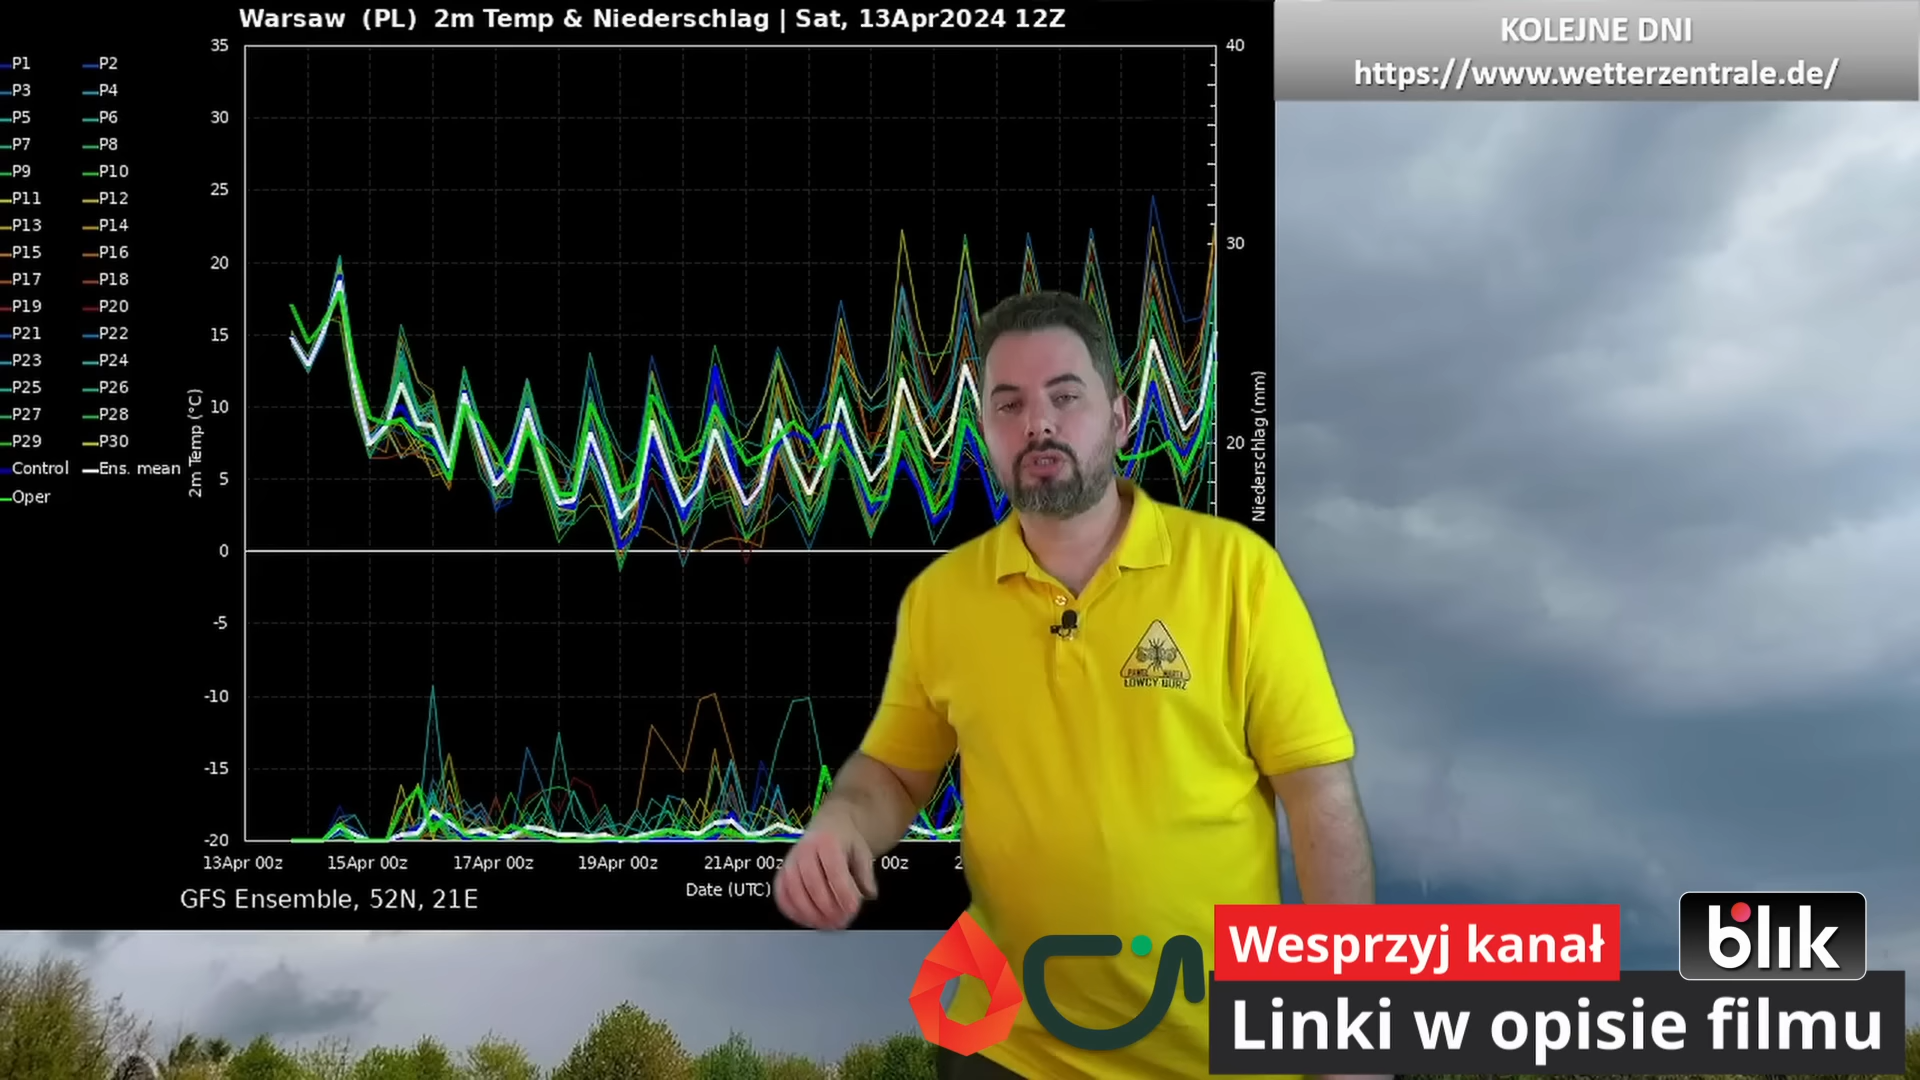 Warsaw (PL) 2m Temp & Niederschlag | Sat, 13Apr2024 12Z
KOLEJNE DNI
https://www.wetterzentrale.de/
P1 P2
P3 P4
P5 P6
P7 P8
P9 P10
P11 P12
P13 P14
P15 P16
P17 P18
P19 P20
P21 P22
P23 P24
P25 P26
P27 P28
P29 P30
Control Ens. mean
Oper
2m Temp (°C)
35
30
25
20
15
10
5
0
-5
-10
-15
-20
40
30
20
Niederschlag (mm)
13Apr 00z 15Apr 00z 17Apr 00z 19Apr 00z 21Apr 00z 00z 2
Date (UTC)
GFS Ensemble, 52N, 21E
ŁOWCY BURZ
Wesprzyj kanał
blik
Linki w opisie filmu